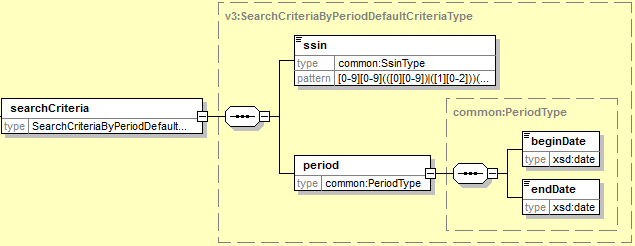 v3:SearchCriteriaByPeriodDefaultCriteriaType
ssin
type common:SsinType
pattern [0-9][0-9](([0][0-9])|([1][0-2]))(...
searchCriteria
type SearchCriteriaByPeriodDefault...
common:PeriodType
beginDate
type xsd:date
period
type common:PeriodType
endDate
type xsd:date